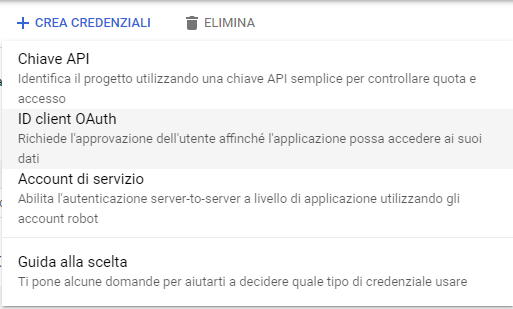 CREA CREDENZIALI ELIMINA
Chiave API
Identifica il progetto utilizzando una chiave API semplice per controllare quota e
accesso
ID client OAuth
Richiede l'approvazione dell'utente affinché l'applicazione possa accedere ai suoi
dati
Account di servizio
Abilita l'autenticazione server-to-server a livello di applicazione utilizzando gli
account robot
Guida alla scelta
Ti pone alcune domande per aiutarti a decidere quale tipo di credenziale usare